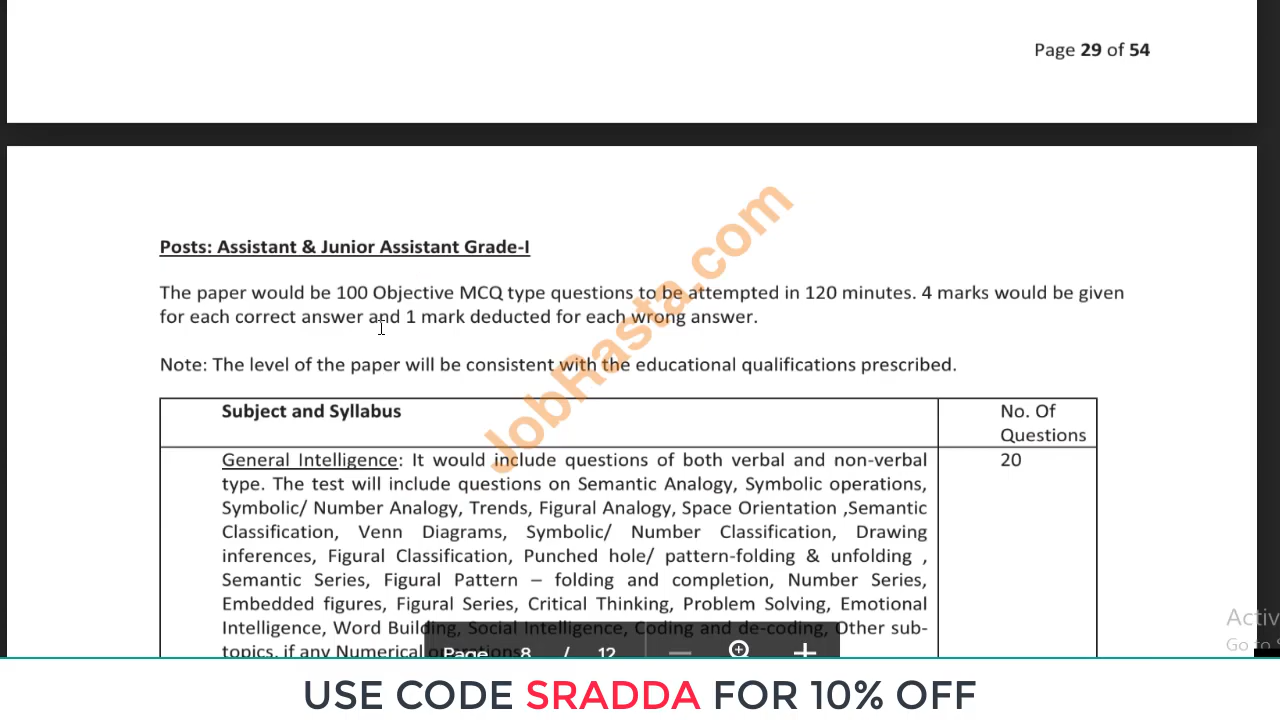 Page 29 of 54
Posts: Assistant & Junior Assistant Grade-I
The paper would be 100 Objective MCQ type questions to be attempted in 120 minutes. 4 marks would be given
for each correct answer and 1 mark deducted for each wrong answer.
Note: The level of the paper will be consistent with the educational qualifications prescribed.
JobRasta.com
Subject and Syllabus
No. Of
Questions
General Intelligence: It would include questions of both verbal and non-verbal
20
type. The test will include questions on Semantic Analogy, Symbolic operations,
Symbolic/ Number Analogy, Trends, Figural Analogy, Space Orientation ,Semantic
Classification, Venn Diagrams, Symbolic/ Number Classification, Drawing
inferences, Figural Classification, Punched hole/ pattern-folding & unfolding ,
Semantic Series, Figural Pattern – folding and completion, Number Series,
Embedded figures, Figural Series, Critical Thinking, Problem Solving, Emotional
Intelligence, Word Building, Social Intelligence, Coding and de-coding, Other sub-
topics, if any Numerical operations
Page 8 / 12
Activ
Go to S
USE CODE SRADDA FOR 10% OFF